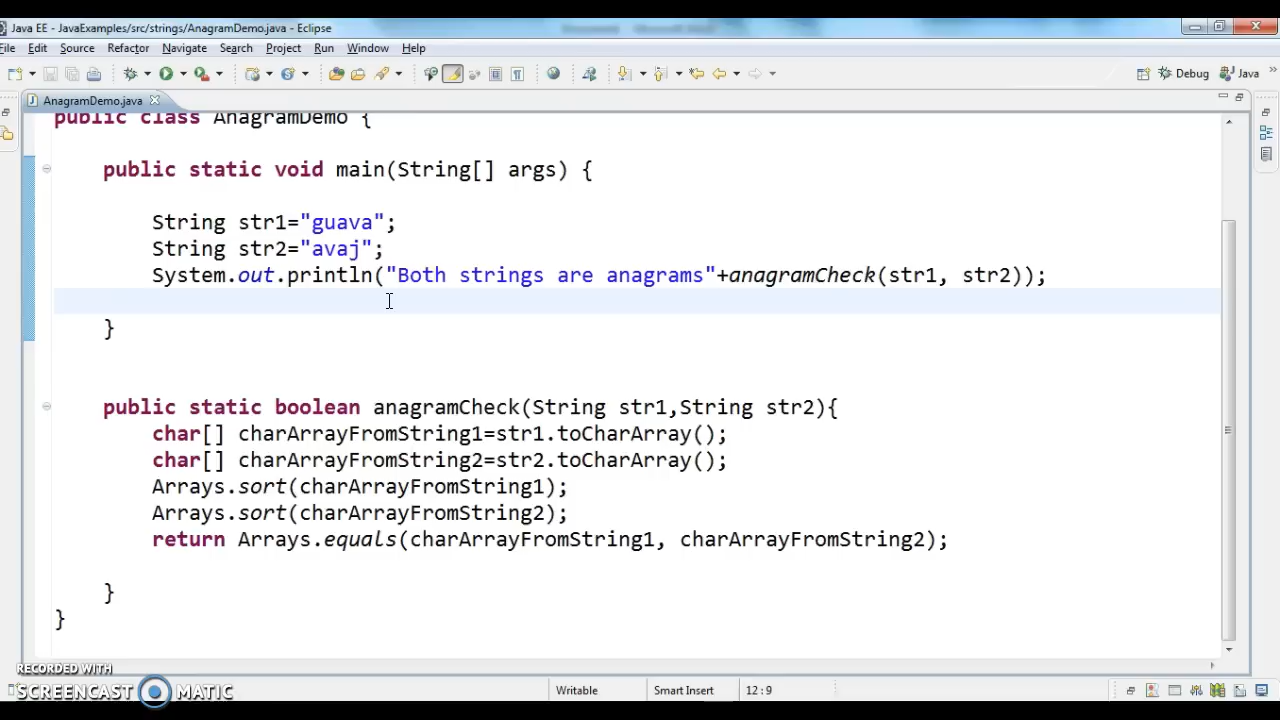 Java EE - JavaExamples/src/strings/AnagramDemo.java - Eclipse
File Edit Source Refactor Navigate Search Project Run Window Help
Debug Java
AnagramDemo.java
public class AnagramDemo {
public static void main(String[] args) {
String str1="guava";
String str2="avaj";
System.out.println("Both strings are anagrams"+anagramCheck(str1, str2));
}
public static boolean anagramCheck(String str1,String str2){
char[] charArrayFromString1=str1.toCharArray();
char[] charArrayFromString2=str2.toCharArray();
Arrays.sort(charArrayFromString1);
Arrays.sort(charArrayFromString2);
return Arrays.equals(charArrayFromString1, charArrayFromString2);
}
}
RECORDED WITH
SCREENCAST MATIC
Writable Smart Insert 12:9